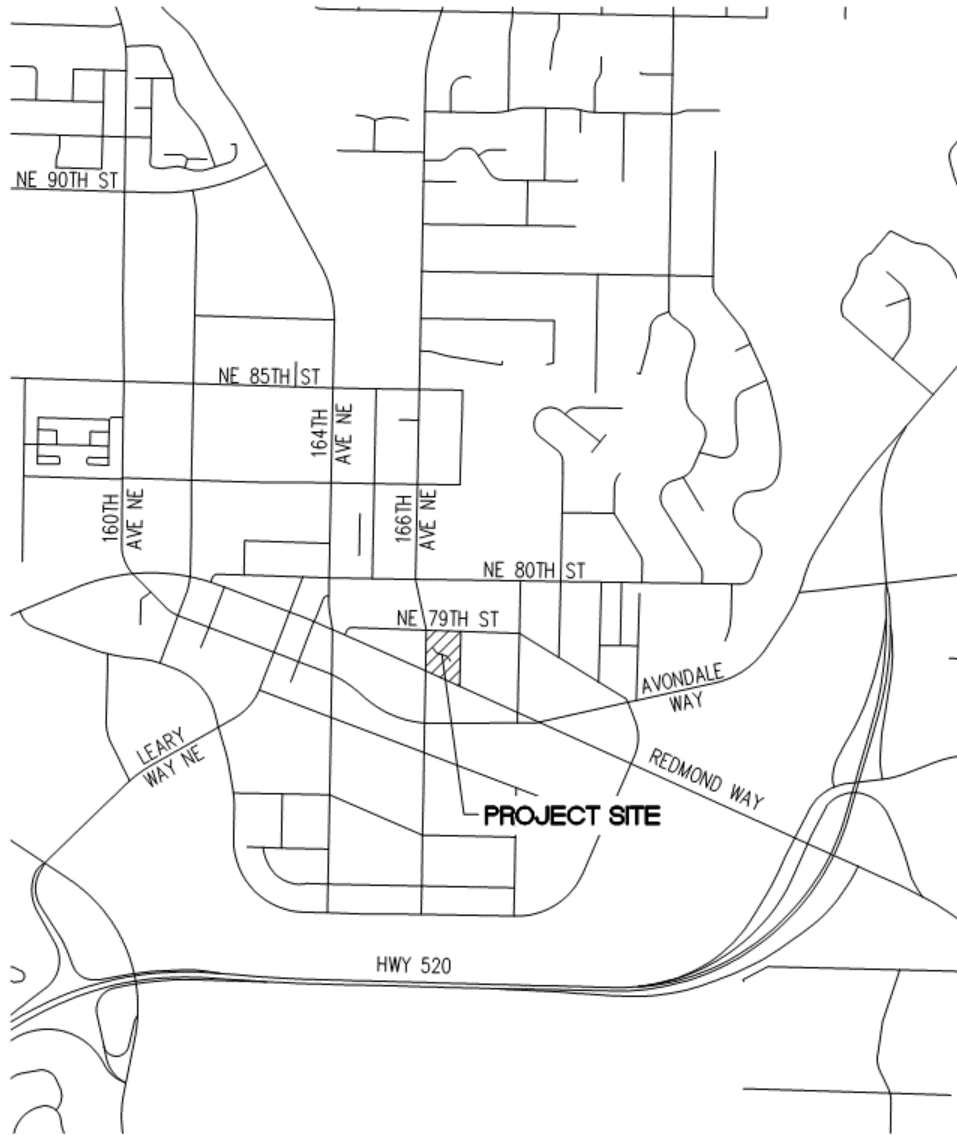 NE 90TH ST
NE 85TH ST
164TH
AVE NE
160TH
AVE NE
166TH
AVE NE
NE 80TH ST
NE 79TH ST
AVONDALE
WAY
LEARY
WAY NE
REDMOND WAY
PROJECT SITE
HWY 520